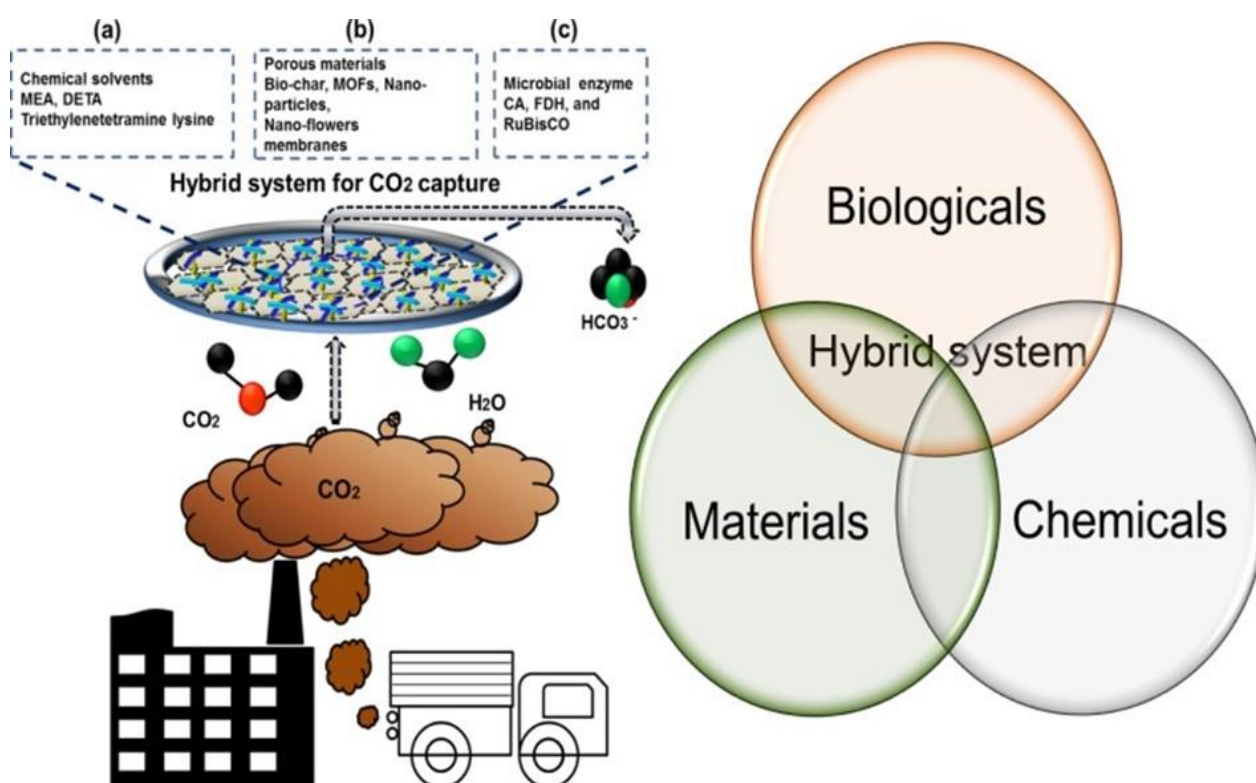 (a)
Chemical solvents
MEA, DETA
Triethylenetetramine lysine
(b)
Porous materials
Bio-char, MOFs, Nano-
particles,
Nano-flowers
membranes
(c)
Microbial enzyme
CA, FDH, and
RuBisCO
Hybrid system for CO2 capture
HCO3 -
CO2
H2O
CO2
Biologicals
Hybrid system
Materials
Chemicals